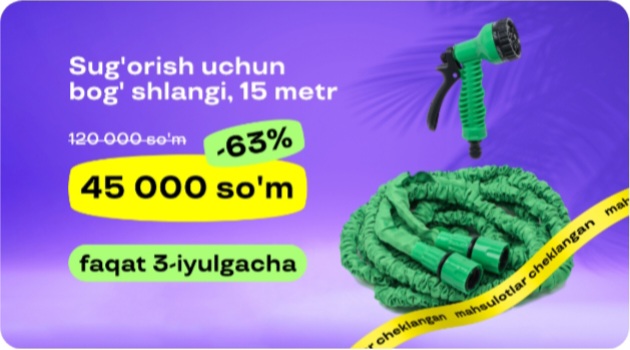 Sug'orish uchun
bog' shlangi, 15 metr
120 000 so'm
-63%
45 000 so'm
faqat 3-iyulgacha
cheklangan mahsulotlar cheklangan